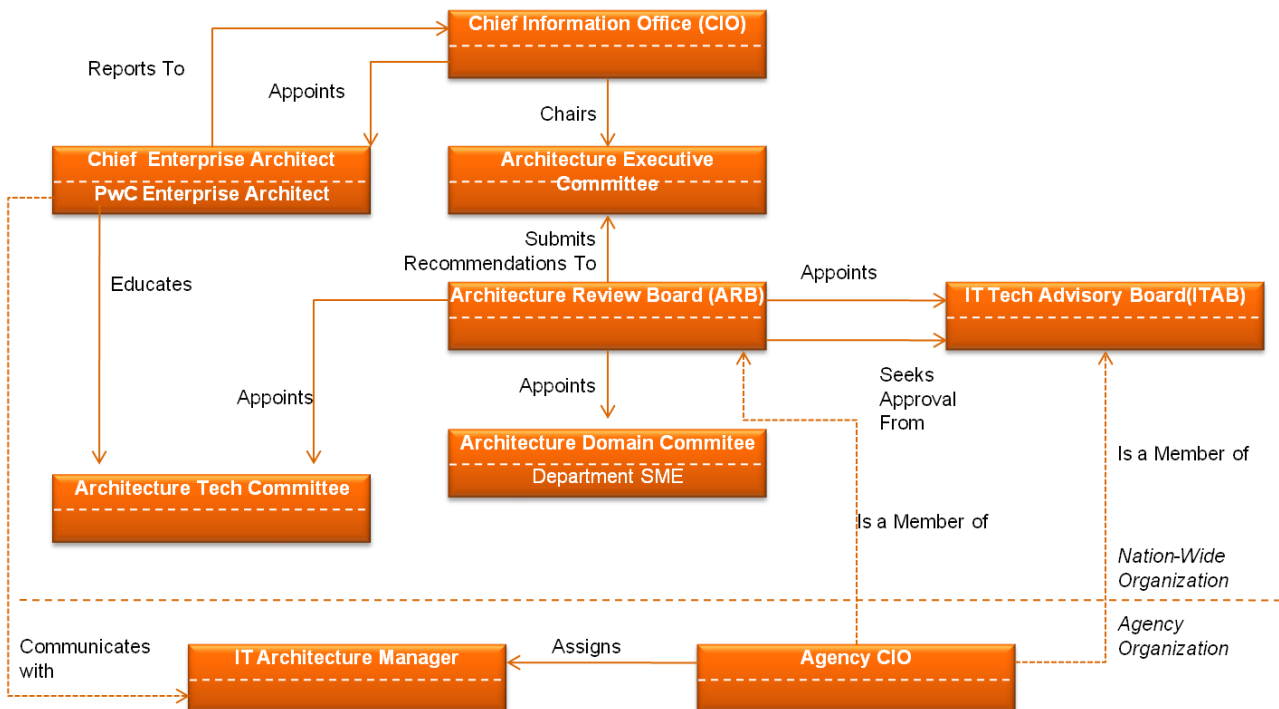 Chief Information Office (CIO)
Reports To
Appoints
Chairs
Chief Enterprise Architect
PwC Enterprise Architect
Architecture Executive
Committee
Submits
Recommendations To
Educates
Appoints
Architecture Review Board (ARB)
IT Tech Advisory Board(ITAB)
Seeks
Approval
From
Appoints
Appoints
Architecture Domain Commitee
Department SME
Is a Member of
Architecture Tech Committee
Is a Member of
Nation-Wide
Organization
Agency
Organization
Communicates
with
IT Architecture Manager
Assigns
Agency CIO